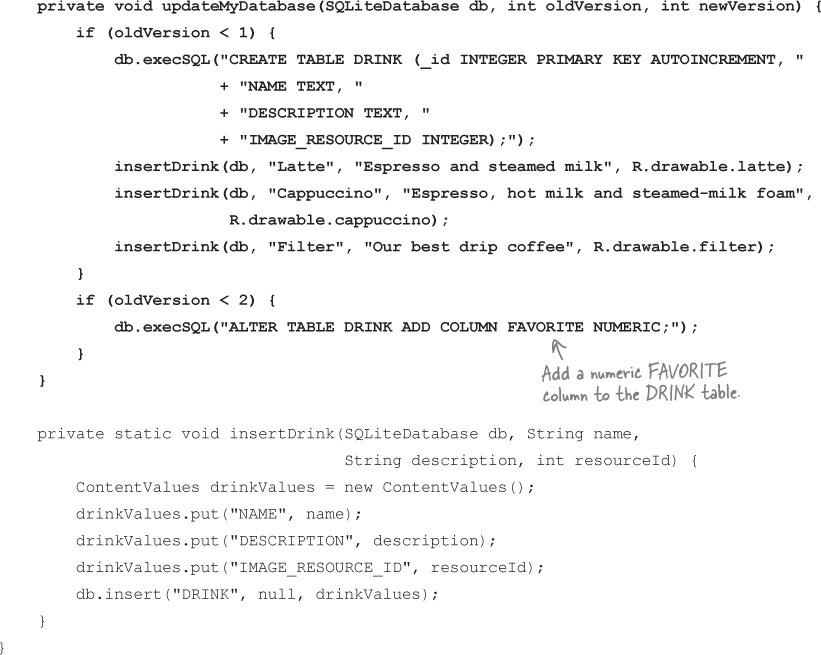 private void updateMyDatabase(SQLiteDatabase db, int oldVersion, int newVersion) {
if (oldVersion < 1) {
db.execSQL("CREATE TABLE DRINK (_id INTEGER PRIMARY KEY AUTOINCREMENT, "
+ "NAME TEXT, "
+ "DESCRIPTION TEXT, "
+ "IMAGE_RESOURCE_ID INTEGER);");
insertDrink(db, "Latte", "Espresso and steamed milk", R.drawable.latte);
insertDrink(db, "Cappuccino", "Espresso, hot milk and steamed-milk foam",
R.drawable.cappuccino);
insertDrink(db, "Filter", "Our best drip coffee", R.drawable.filter);
}
if (oldVersion < 2) {
db.execSQL("ALTER TABLE DRINK ADD COLUMN FAVORITE NUMERIC;");
}
}
Add a numeric FAVORITE
column to the DRINK table.
private static void insertDrink(SQLiteDatabase db, String name,
String description, int resourceId) {
ContentValues drinkValues = new ContentValues();
drinkValues.put("NAME", name);
drinkValues.put("DESCRIPTION", description);
drinkValues.put("IMAGE_RESOURCE_ID", resourceId);
db.insert("DRINK", null, drinkValues);
}
}